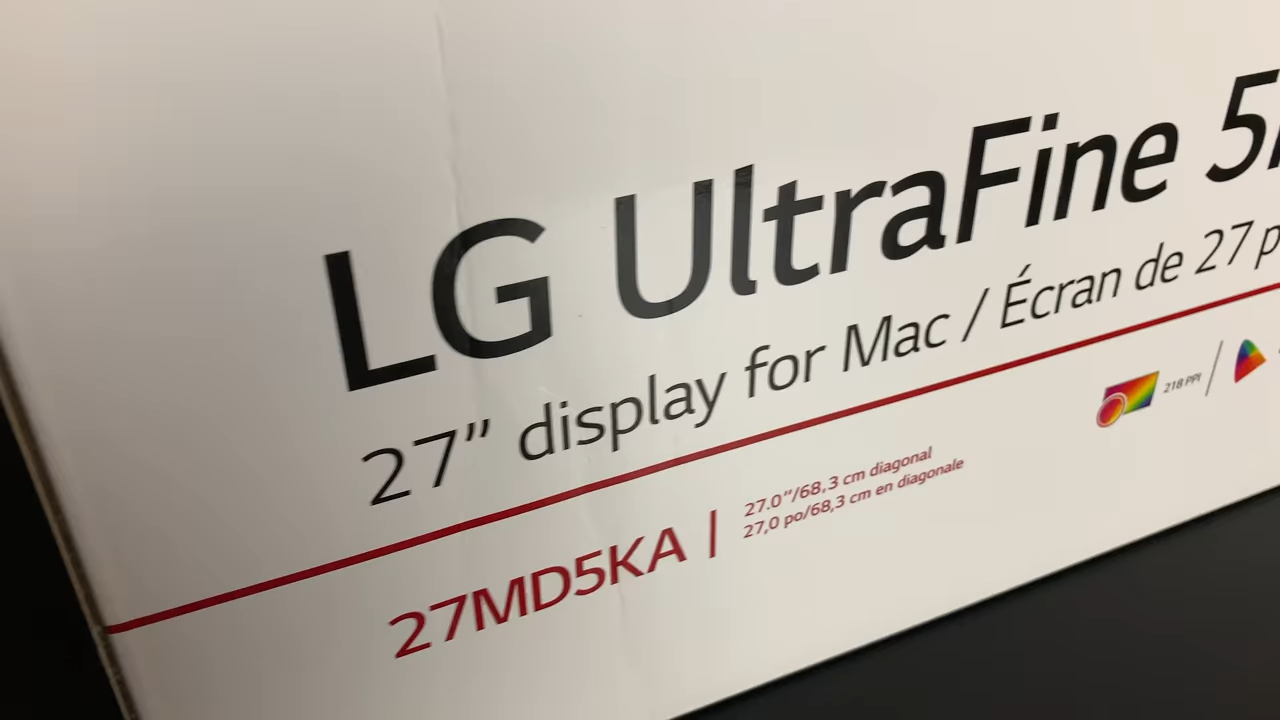 LG UltraFine 5
27” display for Mac / Écran de 27 p
218 PPI
27MD5KA | 27.0”/68,3 cm diagonal
27,0 po/68,3 cm en diagonale